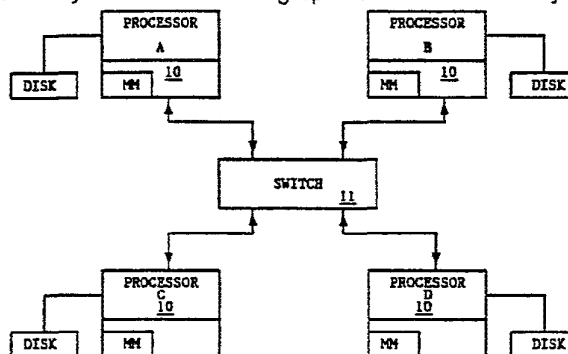 PROCESSOR PROCESSOR
A B
10 10
DISK MM MM DISK
SWITCH
11
PROCESSOR PROCESSOR
C D
10 10
DISK MM MM DISK